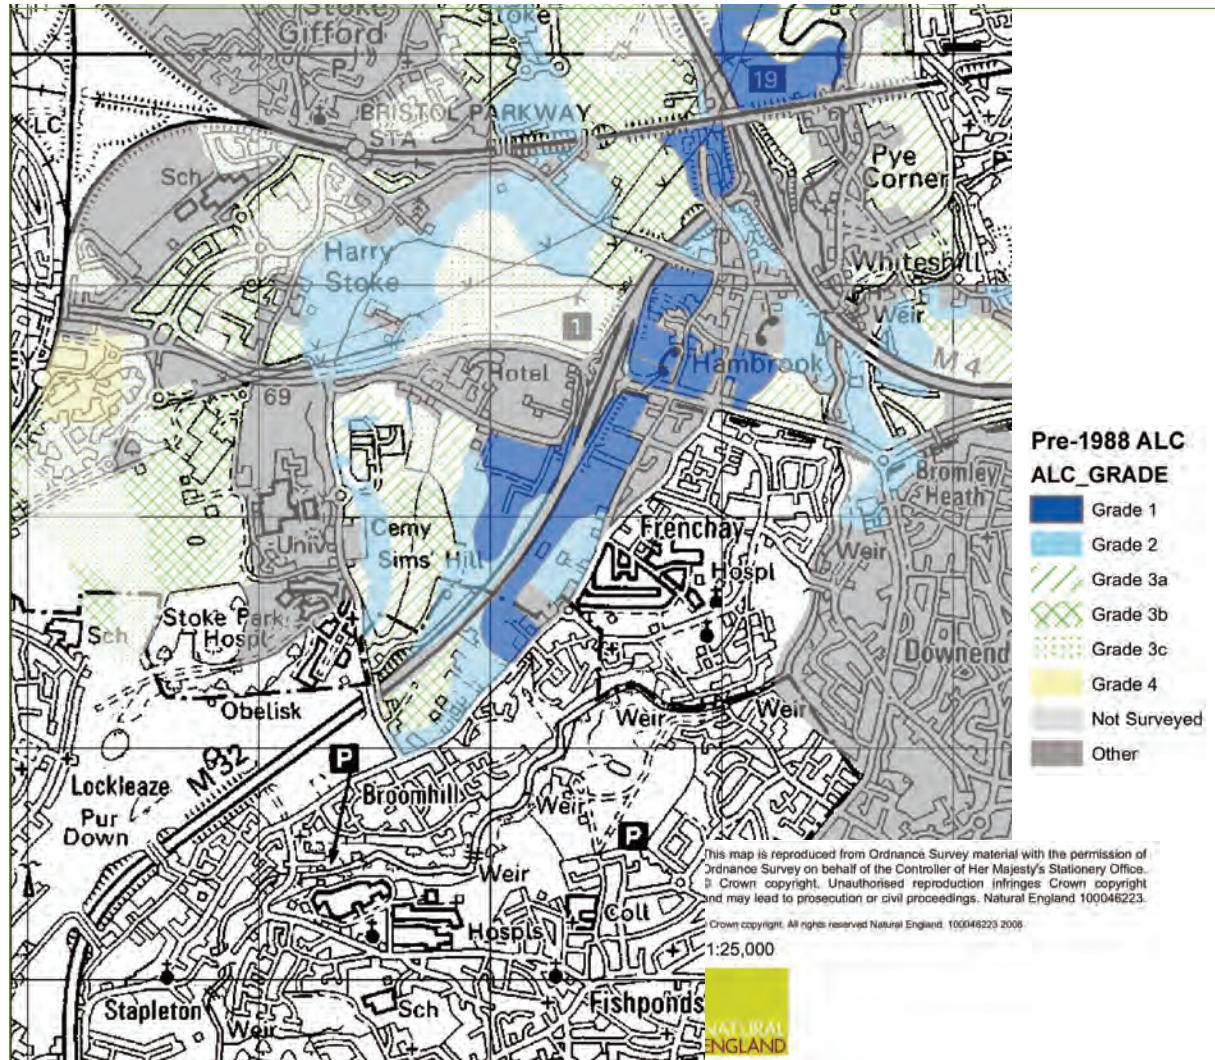 Stoke
Gifford
P
Stoke
19
LC
BRISTOL PARKWAY
STA
Sch
Pye
Corner
P
Harry
Stoke
Whiteshill
Weir
1
M 4
Hambrook
Hotel
69
Bromley
Heath
Cemy
Sims Hill
Frenchay
Hospl
Weir
Univ
Stoke Park
Hospl
Sch
Downend
Obelisk
Weir
Weir
M 32
Lockleaze
Pur
Down
P
Broomhill
Weir
P
Weir
Colt
Hospls
Stapleton
Weir
Sch
Fishponds
Pre-1988 ALC
ALC_GRADE
Grade 1
Grade 2
Grade 3a
Grade 3b
Grade 3c
Grade 4
Not Surveyed
Other
This map is reproduced from Ordnance Survey material with the permission of
Ordnance Survey on behalf of the Controller of Her Majesty's Stationery Office.
© Crown copyright. Unauthorised reproduction infringes Crown copyright
and may lead to prosecution or civil proceedings. Natural England 100046223.
Crown copyright. All rights reserved Natural England. 100046223 2008
1:25,000
NATURAL
ENGLAND